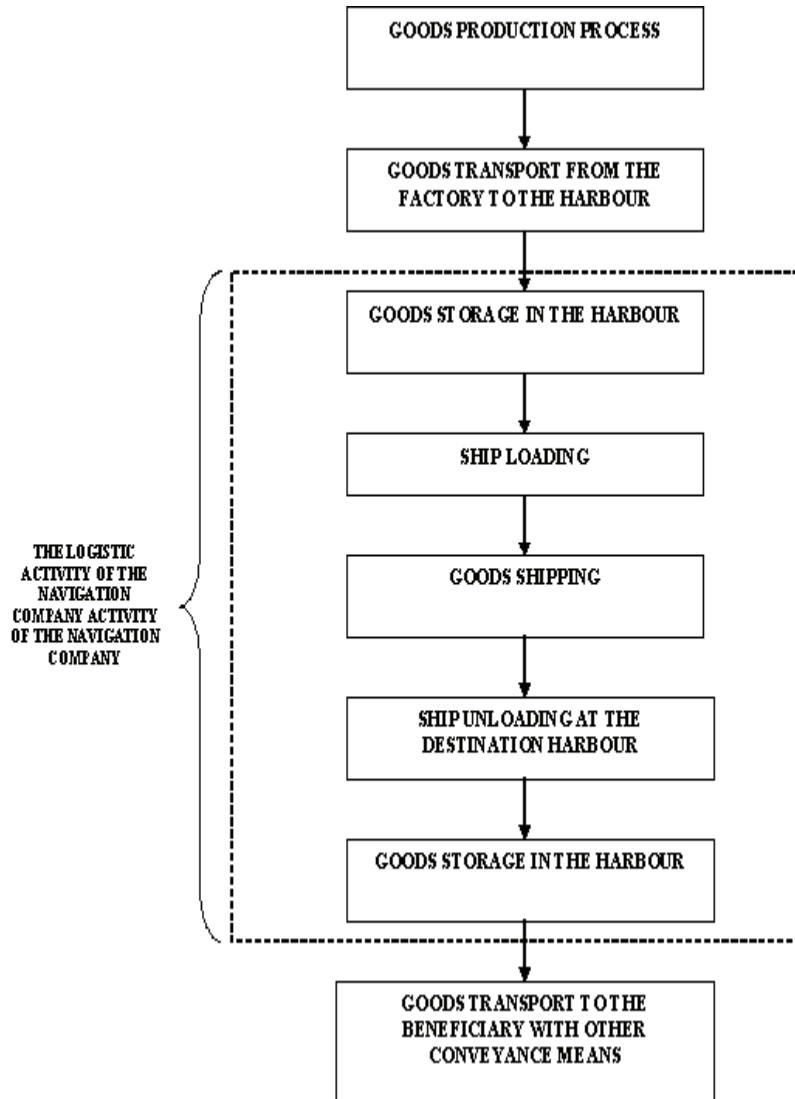 GOODS PRODUCTION PROCESS
GOODS TRANSPORT FROM THE
FACTORY TO THE HARBOUR
GOODS STORAGE IN THE HARBOUR
SHIP LOADING
GOODS SHIPPING
SHIP UNLOADING AT THE
DESTINATION HARBOUR
GOODS STORAGE IN THE HARBOUR
GOODS TRANSPORT TO THE
BENEFICIARY WITH OTHER
CONVEYANCE MEANS
THE LOGISTIC
ACTIVITY OF THE
NAVIGATION
COMPANY ACTIVITY
OF THE NAVIGATION
COMPANY